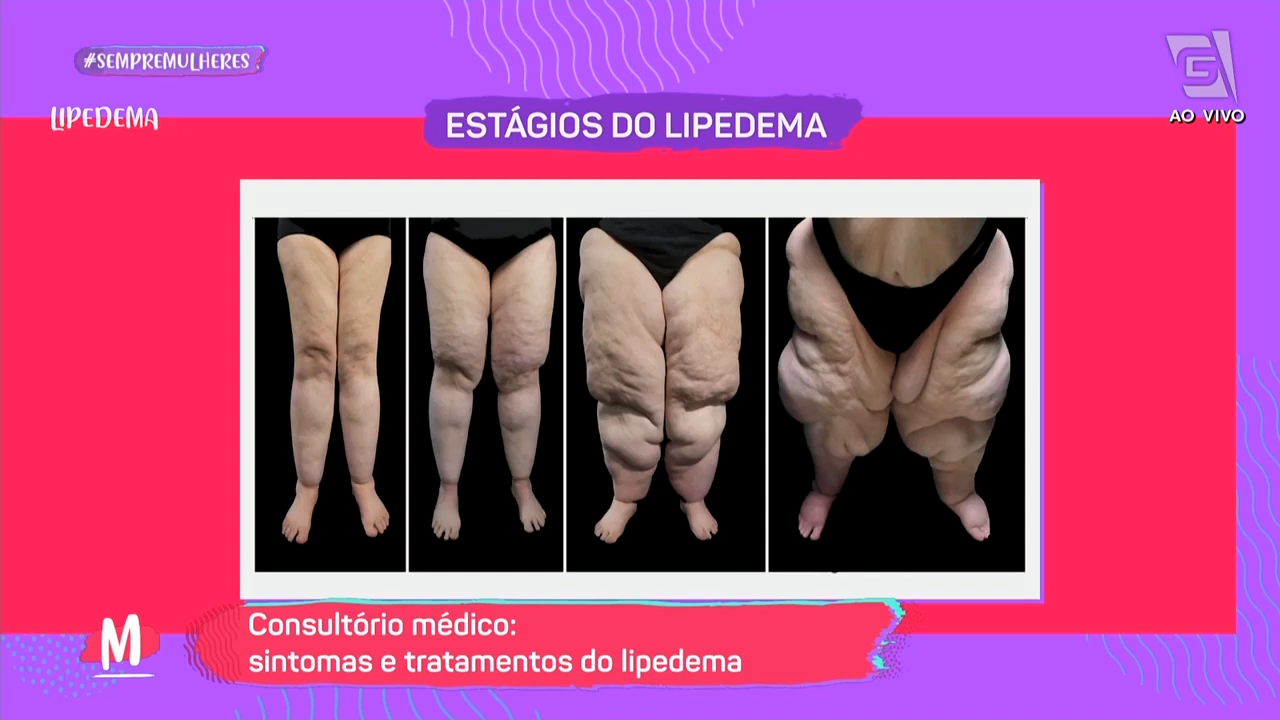 #SEMPREMULHERES
LIPEDEMA
ESTÁGIOS DO LIPEDEMA
G
AO VIVO
M
Consultório médico:
sintomas e tratamentos do lipedema